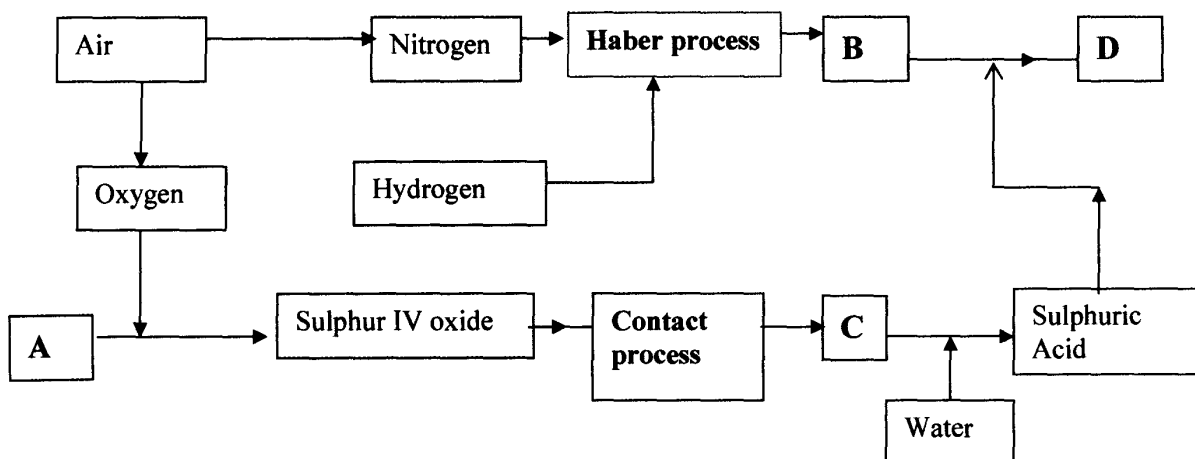 Air
Nitrogen
Haber process
B
D
Oxygen
Hydrogen
A
Sulphur IV oxide
Contact
process
C
Sulphuric
Acid
Water